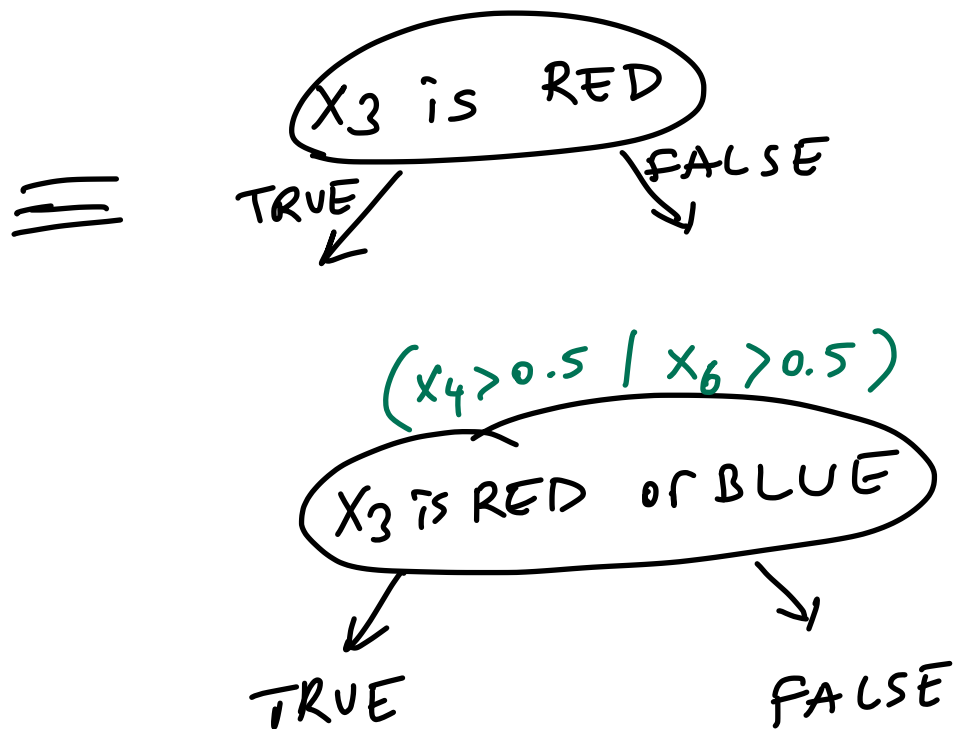 X3 is RED
≡ TRUE FALSE
(x4>0.5 | x6>0.5)
X3 is RED or BLUE
TRUE FALSE